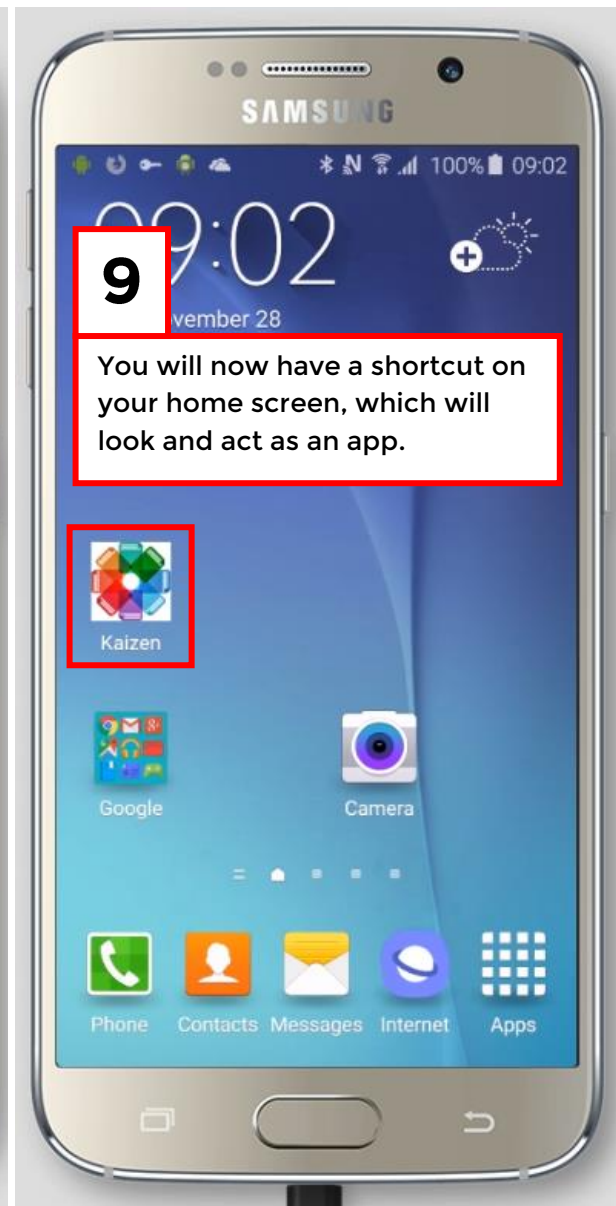 SAMSUNG
100% 09:02
09:02
9
vember 28
You will now have a shortcut on
your home screen, which will
look and act as an app.
Kaizen
Google
Camera
Phone Contacts Messages Internet Apps